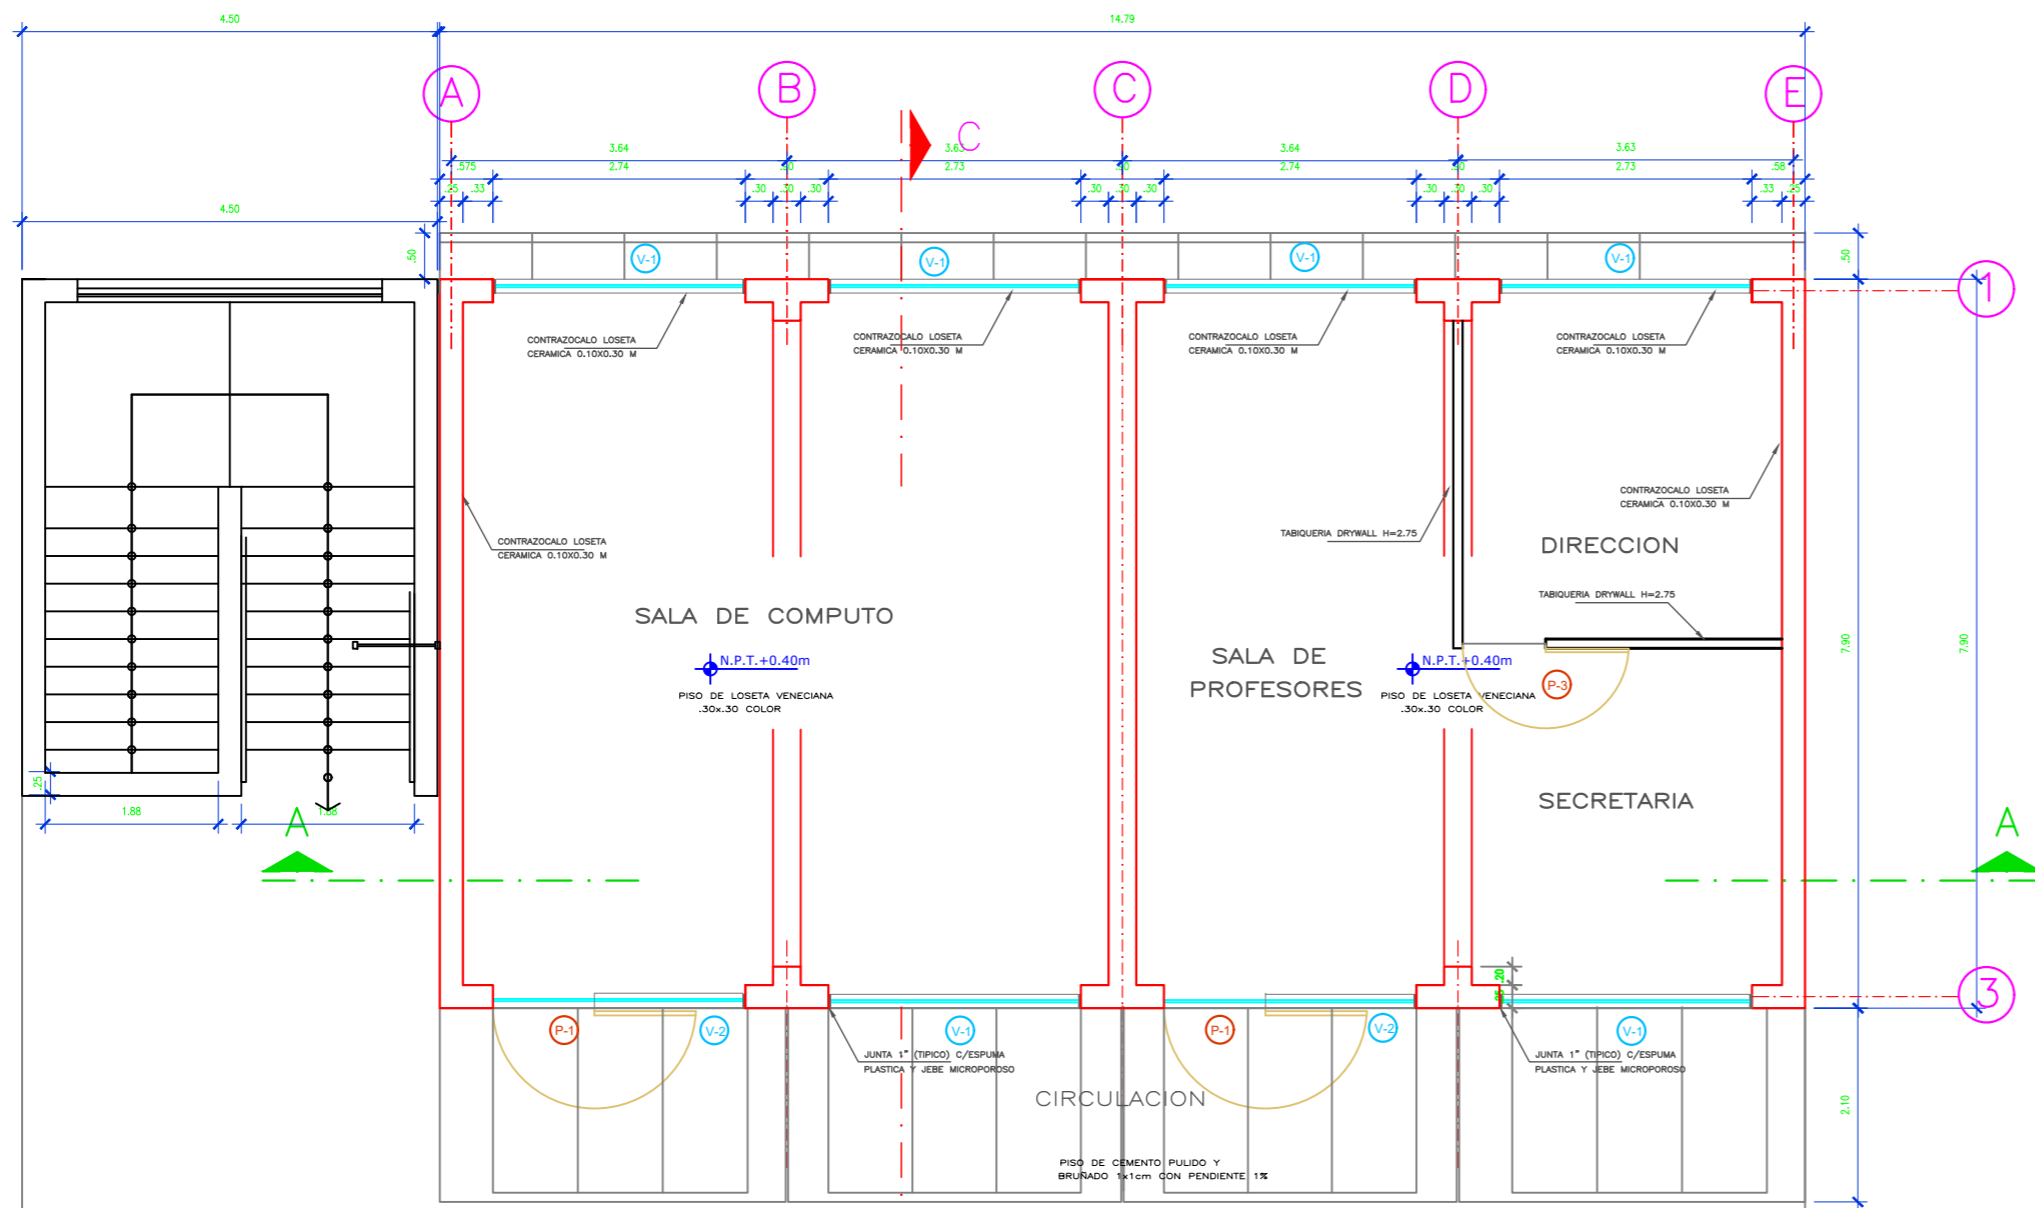 4.50
14.79
A
B
C
D
E
C
3.64
3.63
3.64
3.63
.575
2.74
.90
2.73
.90
2.74
.90
2.73
.58
.25
.33
.30
.30
.30
.30
.30
.30
.30
.30
.30
.33
.25
4.50
.50
.50
V-1
V-1
V-1
V-1
1
CONTRAZOCALO LOSETA
CERAMICA 0.10X0.30 M
CONTRAZOCALO LOSETA
CERAMICA 0.10X0.30 M
CONTRAZOCALO LOSETA
CERAMICA 0.10X0.30 M
CONTRAZOCALO LOSETA
CERAMICA 0.10X0.30 M
CONTRAZOCALO LOSETA
CERAMICA 0.10X0.30 M
CONTRAZOCALO LOSETA
CERAMICA 0.10X0.30 M
TABIQUERIA DRYWALL H=2.75
DIRECCION
TABIQUERIA DRYWALL H=2.75
SALA DE COMPUTO
N.P.T.+0.40m
PISO DE LOSETA VENECIANA
.30x.30 COLOR
SALA DE
PROFESORES
N.P.T.+0.40m
PISO DE LOSETA VENECIANA
.30x.30 COLOR
P-3
7.90
7.90
.25
1.88
1.88
SECRETARIA
A
A
.20
.25
3
P-1
V-2
V-1
P-1
V-2
V-1
JUNTA 1" (TIPICO) C/ESPUMA
PLASTICA Y JEBE MICROPOROSO
JUNTA 1" (TIPICO) C/ESPUMA
PLASTICA Y JEBE MICROPOROSO
CIRCULACION
2.10
PISO DE CEMENTO PULIDO Y
BRUÑADO 1x1cm CON PENDIENTE 1%